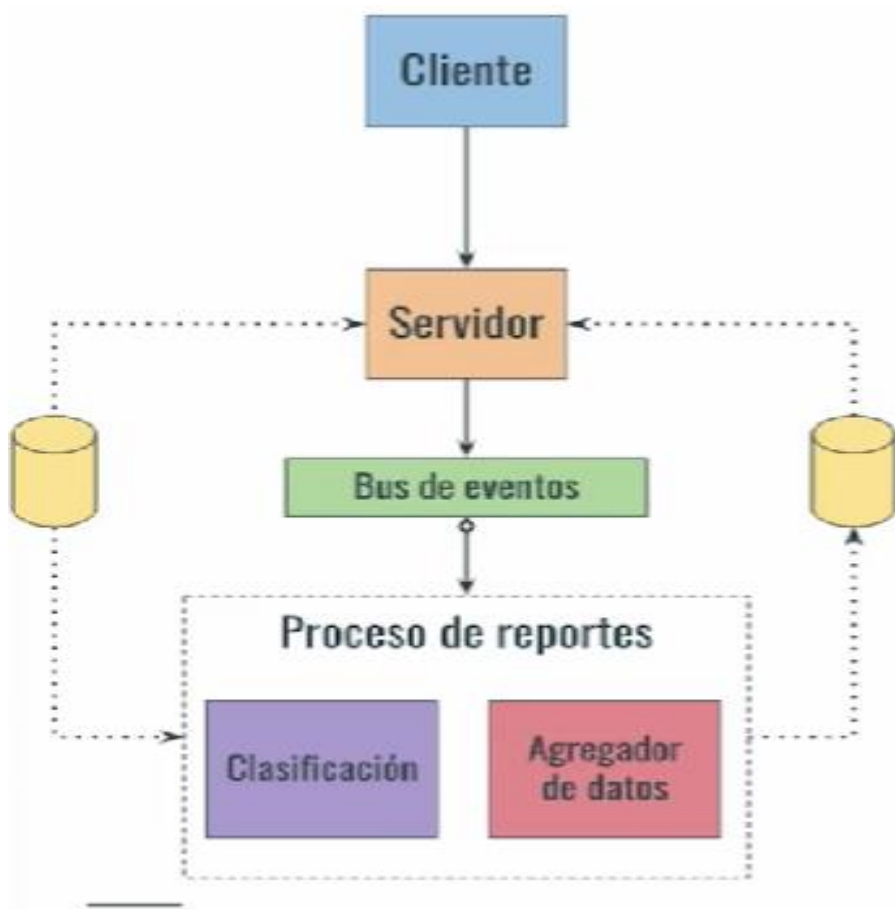 Cliente
Servidor
Bus de eventos
Proceso de reportes
Clasificación
Agregador
de datos